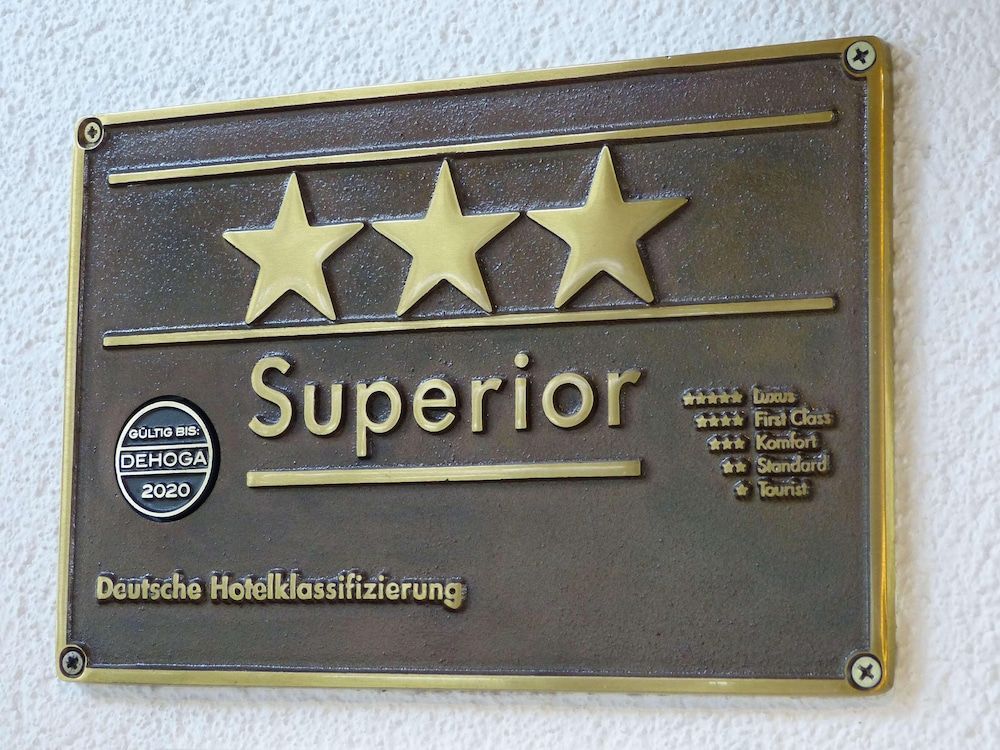 Superior
GÜLTIG BIS:
DEHOGA
2020
Luxus
First Class
Komfort
Standard
Tourist
Deutsche Hotelklassifizierung